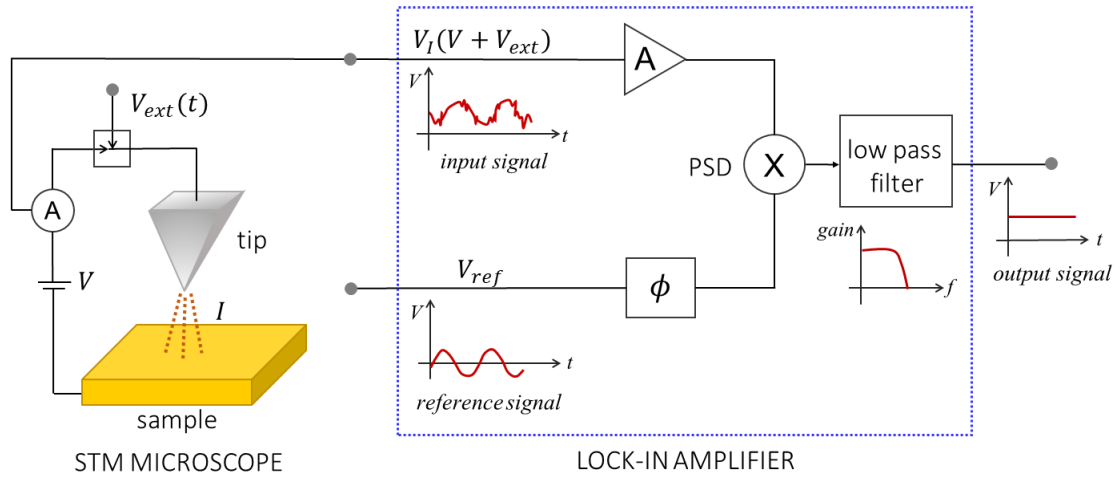 V_I(V + V_ext)
A
V
t
input signal
V_ext(t)
PSD
X
low pass
filter
A
tip
V
I
V_ref
ϕ
gain
f
V
t
output signal
V
t
reference signal
sample
STM MICROSCOPE
LOCK-IN AMPLIFIER